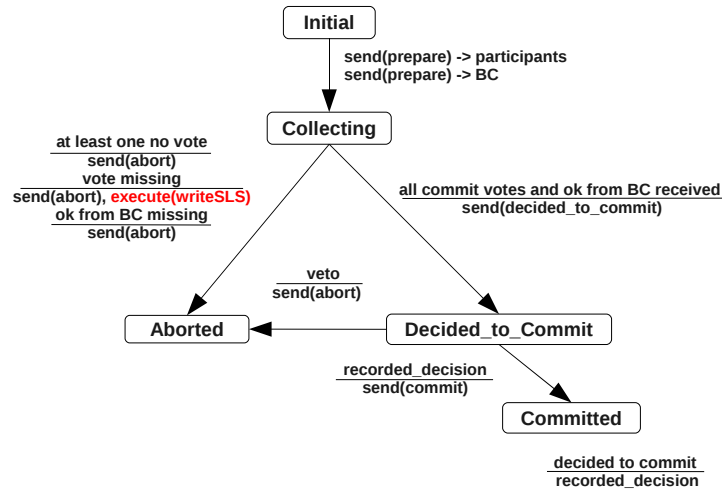 Initial
send(prepare) -> participants
send(prepare) -> BC
Collecting
at least one no vote
send(abort)
vote missing
send(abort), execute(writeSLS)
ok from BC missing
send(abort)
all commit votes and ok from BC received
send(decided_to_commit)
veto
send(abort)
Aborted
Decided_to_Commit
recorded_decision
send(commit)
Committed
decided to commit
recorded_decision